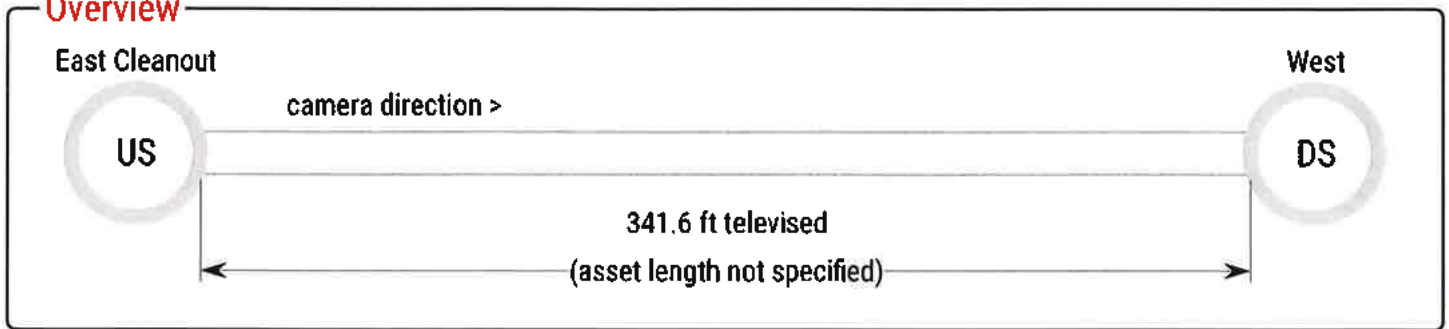 Overview
East Cleanout
West
camera direction >
US
DS
341.6 ft televised
(asset length not specified)